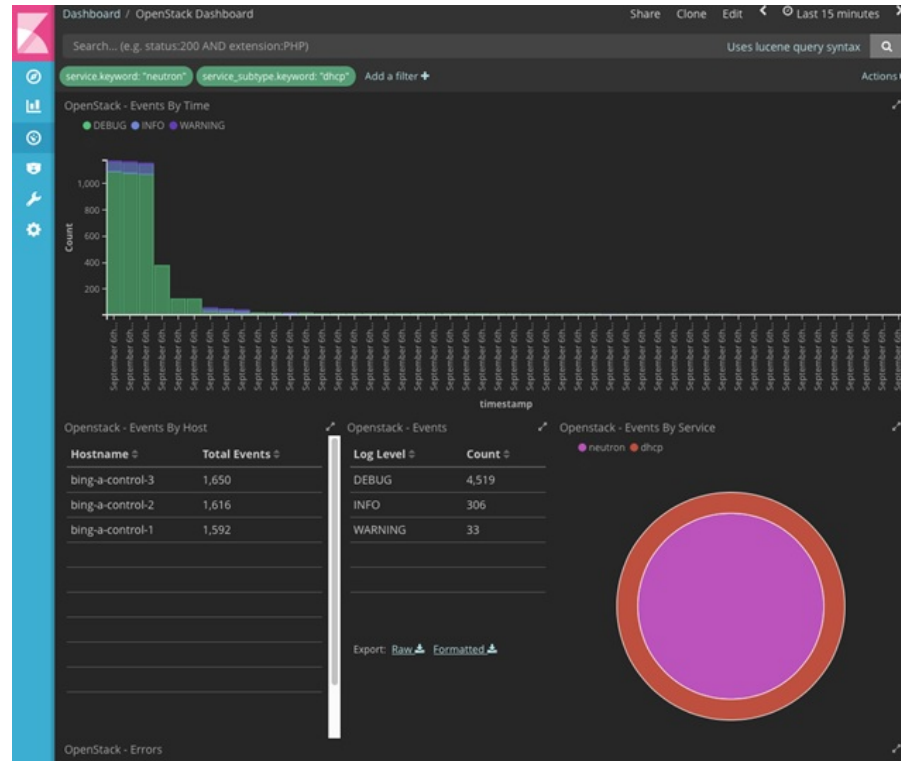 Dashboard / OpenStack Dashboard
Share Clone Edit < Last 15 minutes
Search... (e.g. status:200 AND extension:PHP)
Uses lucene query syntax
service.keyword: "neutron" service_subtype.keyword: "dhcp" Add a filter +
Actions
OpenStack - Events By Time
DEBUG INFO WARNING
1,000
800
600
400
200
Count
September 6th...
timestamp
Openstack - Events By Host
Hostname Total Events
bing-a-control-3 1,650
bing-a-control-2 1,616
bing-a-control-1 1,592
Openstack - Events
Log Level Count
DEBUG 4,519
INFO 306
WARNING 33
Export: Raw Formatted
Openstack - Events By Service
neutron dhcp
OpenStack - Errors